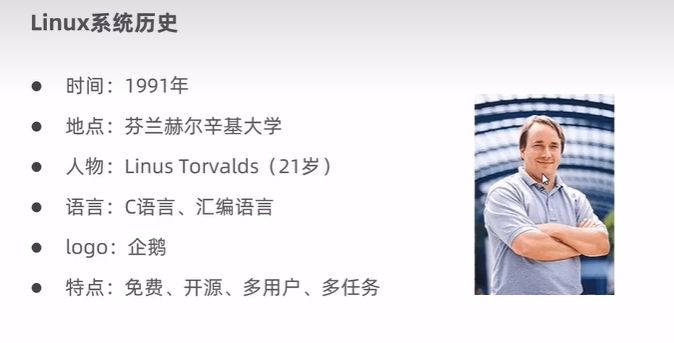 Linux系统历史
● 时间：1991年
● 地点：芬兰赫尔辛基大学
● 人物：Linus Torvalds（21岁）
● 语言：C语言、汇编语言
● logo：企鹅
● 特点：免费、开源、多用户、多任务